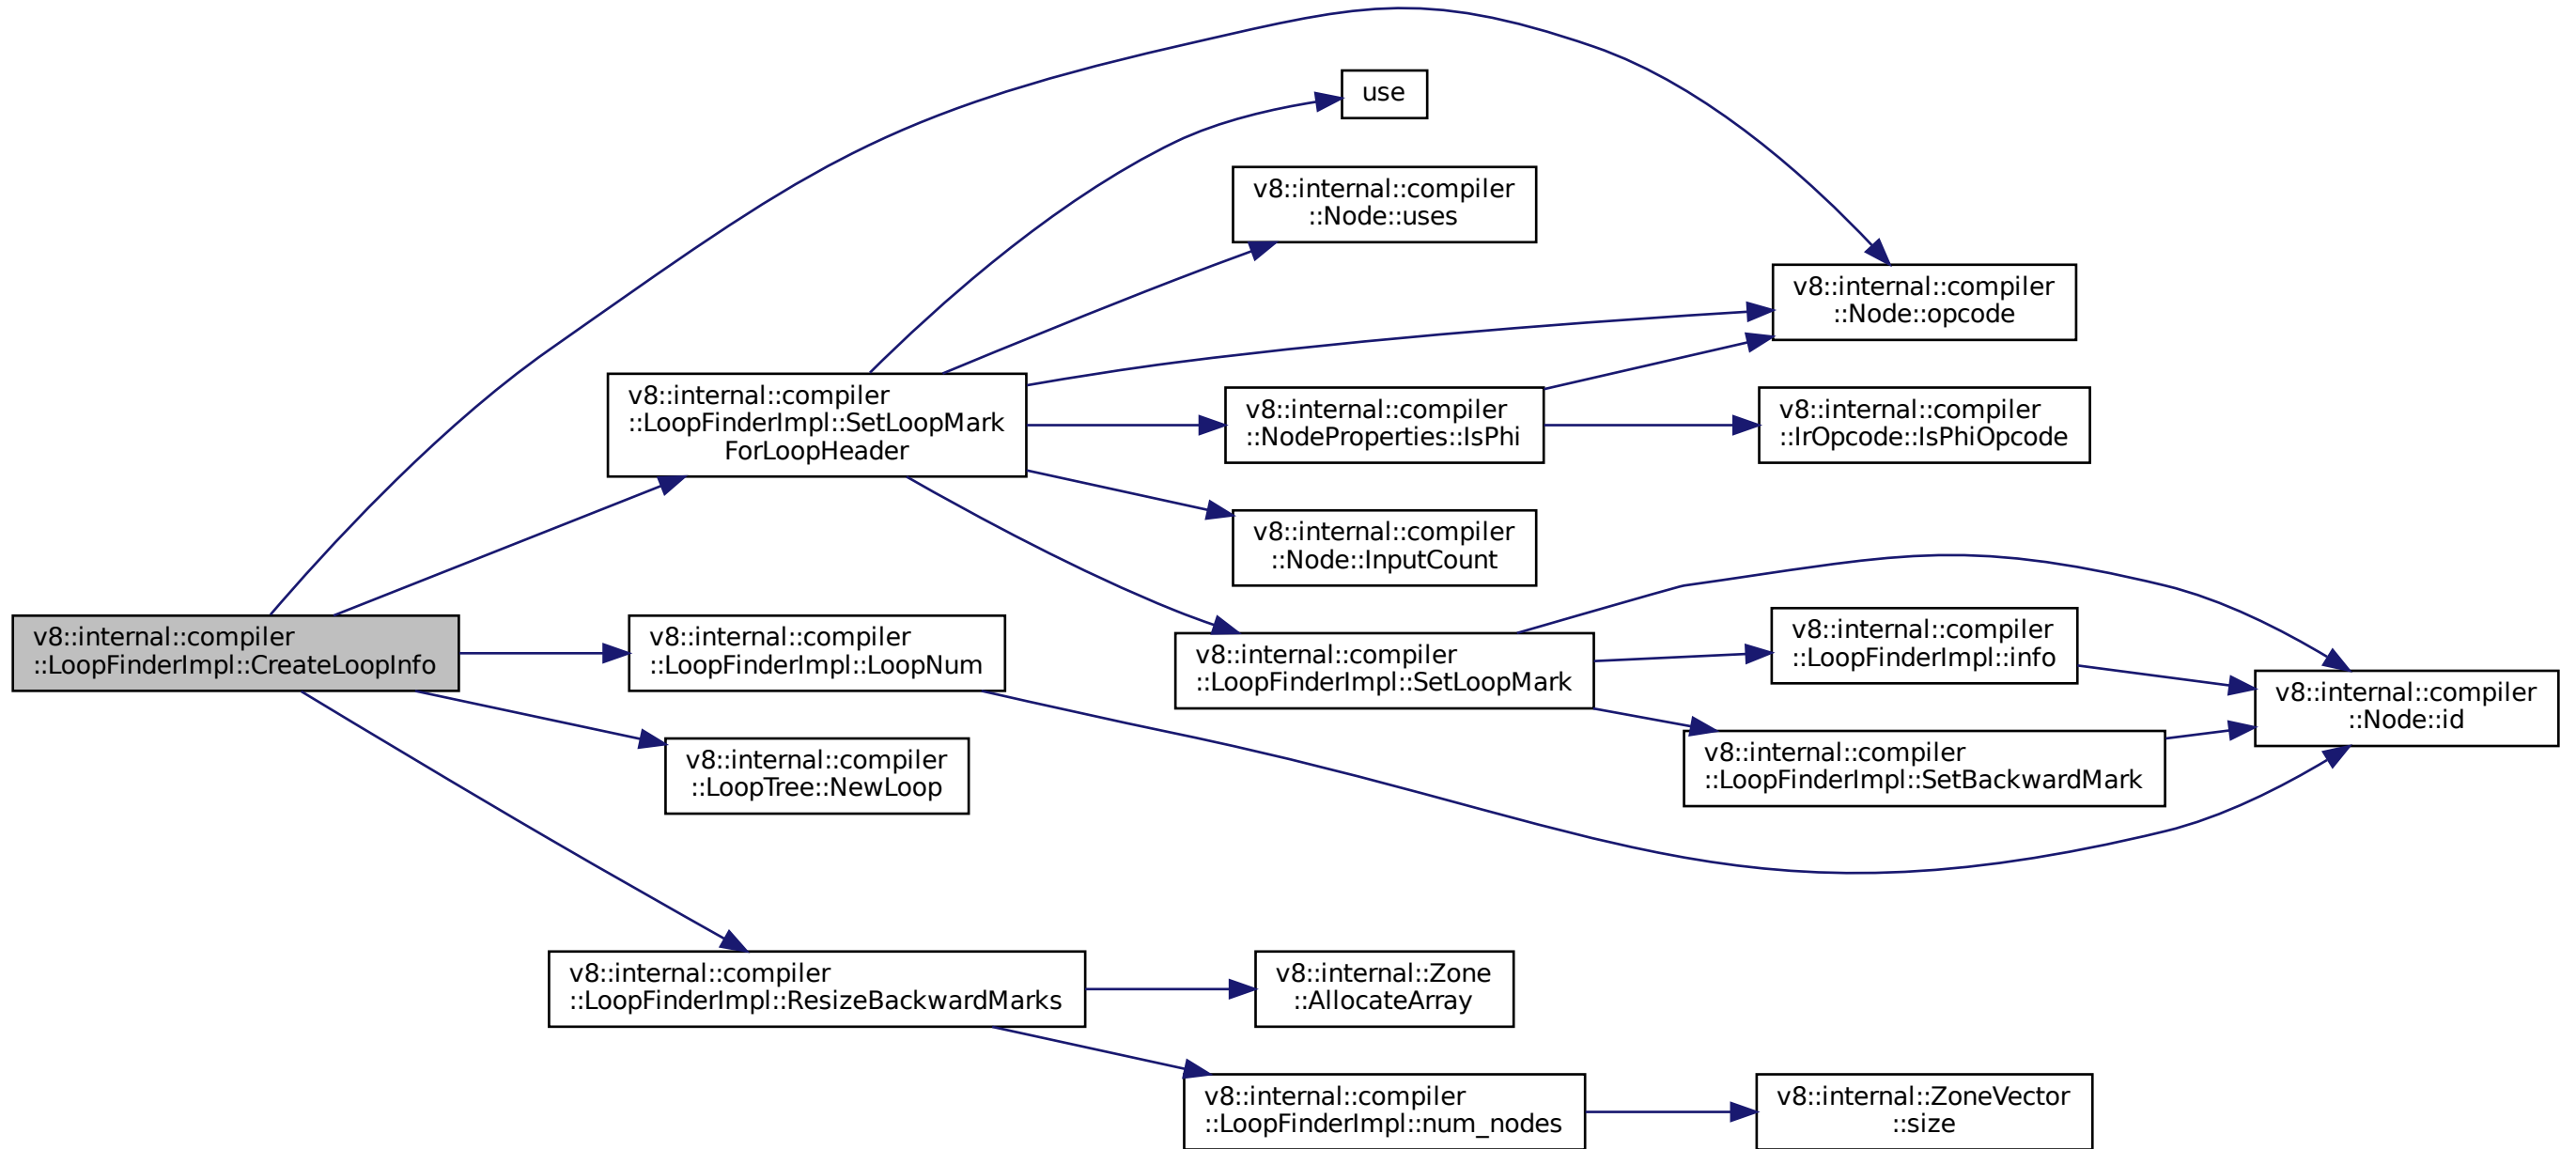 use
v8::internal::compiler
::Node::uses
v8::internal::compiler
::Node::opcode
v8::internal::compiler
::LoopFinderImpl::SetLoopMark
ForLoopHeader
v8::internal::compiler
::NodeProperties::IsPhi
v8::internal::compiler
::IrOpcode::IsPhiOpcode
v8::internal::compiler
::Node::InputCount
v8::internal::compiler
::LoopFinderImpl::CreateLoopInfo
v8::internal::compiler
::LoopFinderImpl::LoopNum
v8::internal::compiler
::LoopFinderImpl::SetLoopMark
v8::internal::compiler
::LoopFinderImpl::info
v8::internal::compiler
::Node::id
v8::internal::compiler
::LoopTree::NewLoop
v8::internal::compiler
::LoopFinderImpl::SetBackwardMark
v8::internal::compiler
::LoopFinderImpl::ResizeBackwardMarks
v8::internal::Zone
::AllocateArray
v8::internal::compiler
::LoopFinderImpl::num_nodes
v8::internal::ZoneVector
::size